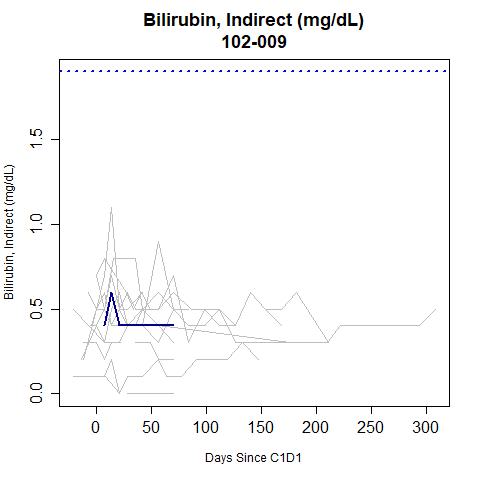 Bilirubin, Indirect (mg/dL)
102-009
Bilirubin, Indirect (mg/dL)
1.5
1.0
0.5
0.0
0 50 100 150 200 250 300
Days Since C1D1